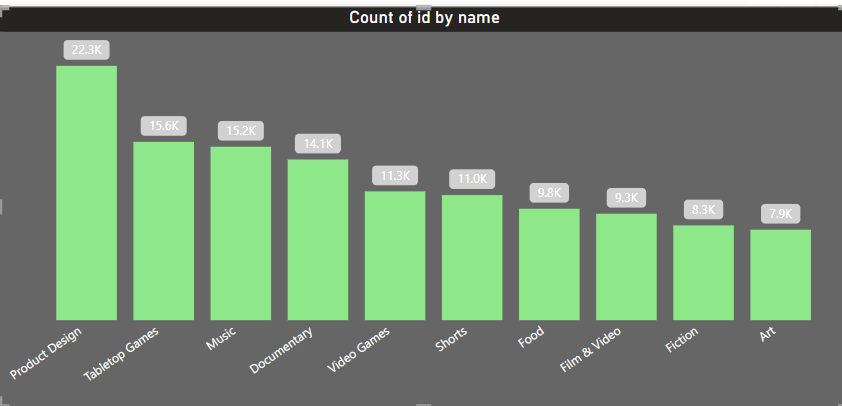 Count of id by name
22.3K
15.6K
15.2K
14.1K
11.3K
11.0K
9.8K
9.3K
8.3K
7.9K
Product Design
Tabletop Games
Music
Documentary
Video Games
Shorts
Food
Film & Video
Fiction
Art